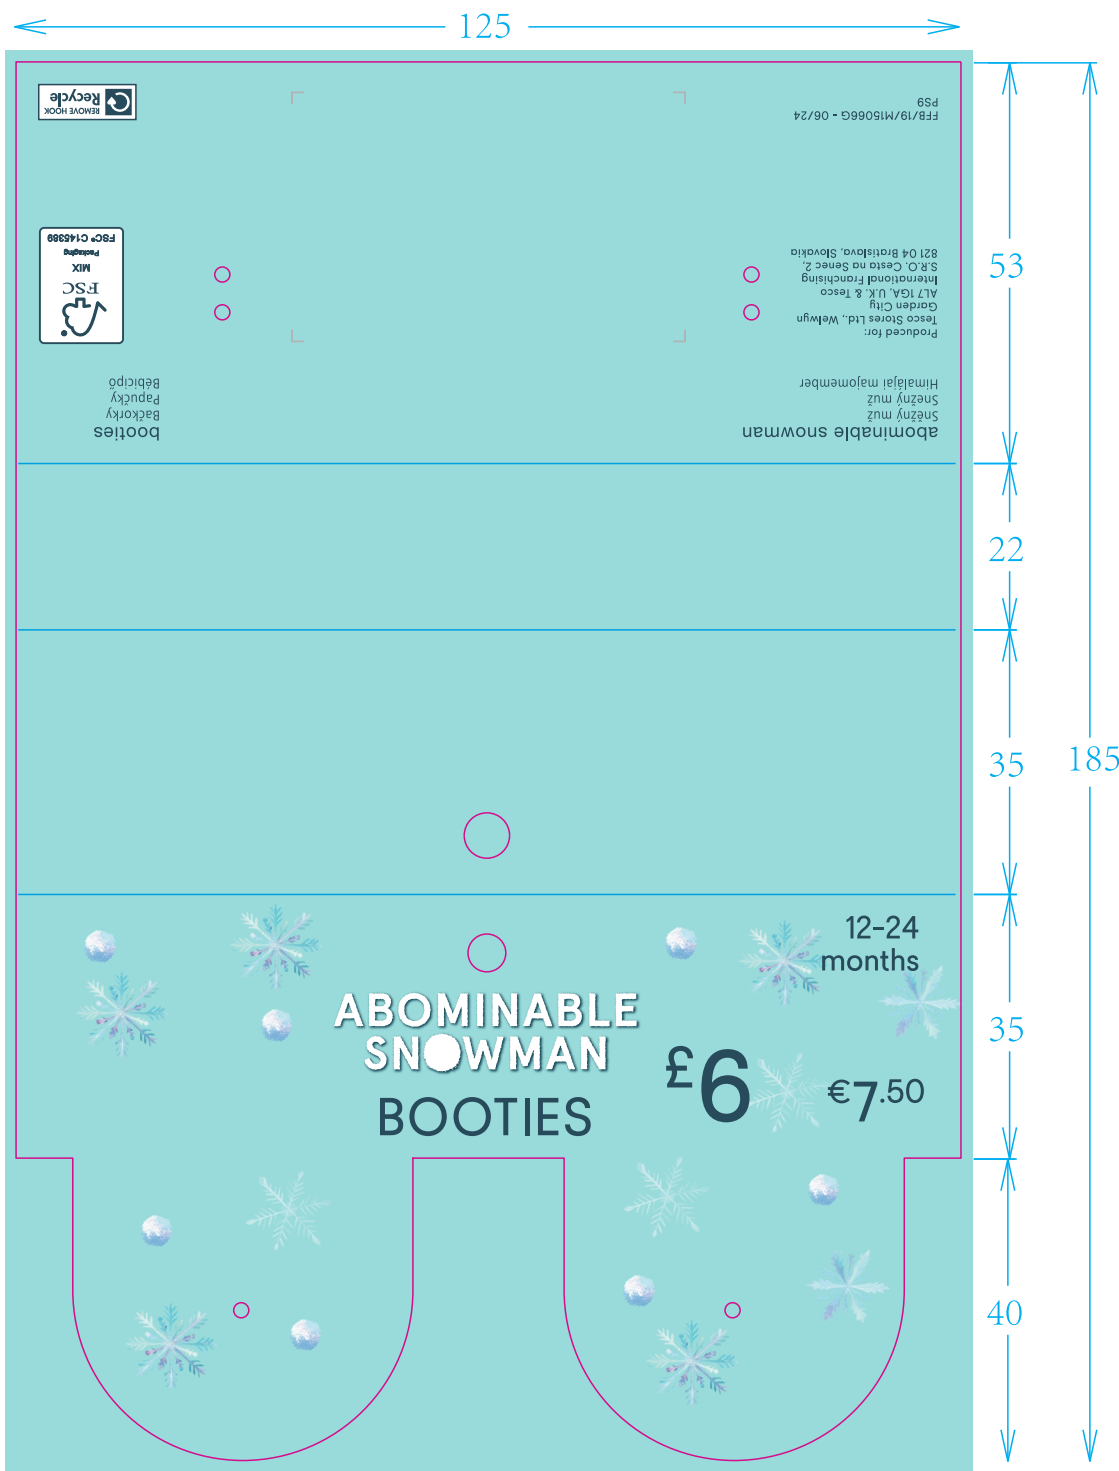 125
REMOVE HOOK
Recycle
FFB/19/M15066G - 06/24
PS9
FSC
MIX
Packaging
FSC® C145389
Produced for:
Tesco Stores Ltd., Welwyn
Garden City
AL7 1GA, U.K. & Tesco
International Franchising
S.R.O. Cesta na Senec 2,
821 04 Bratislava, Slovakia
abominable snowman
Sněžný muž
Snežný muž
Himalájai majomember
booties
Bačkorky
Papučky
Bébicipő
53
22
35
185
12-24
months
ABOMINABLE
SNOWMAN
BOOTIES
£6
€7.50
35
40